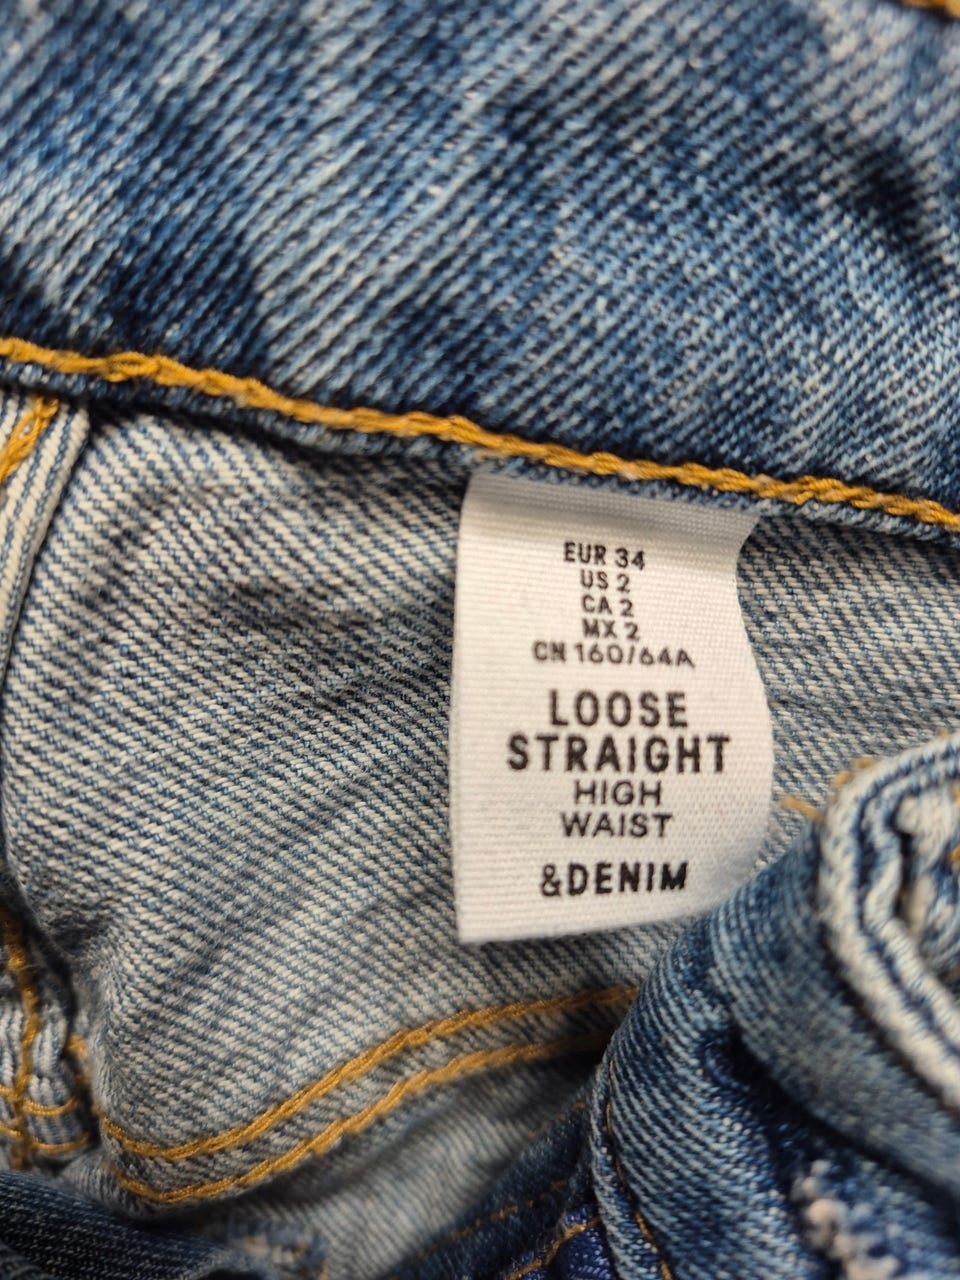 EUR 34
US 2
CA 2
MX 2
CN 160/64A
LOOSE
STRAIGHT
HIGH
WAIST
&DENIM